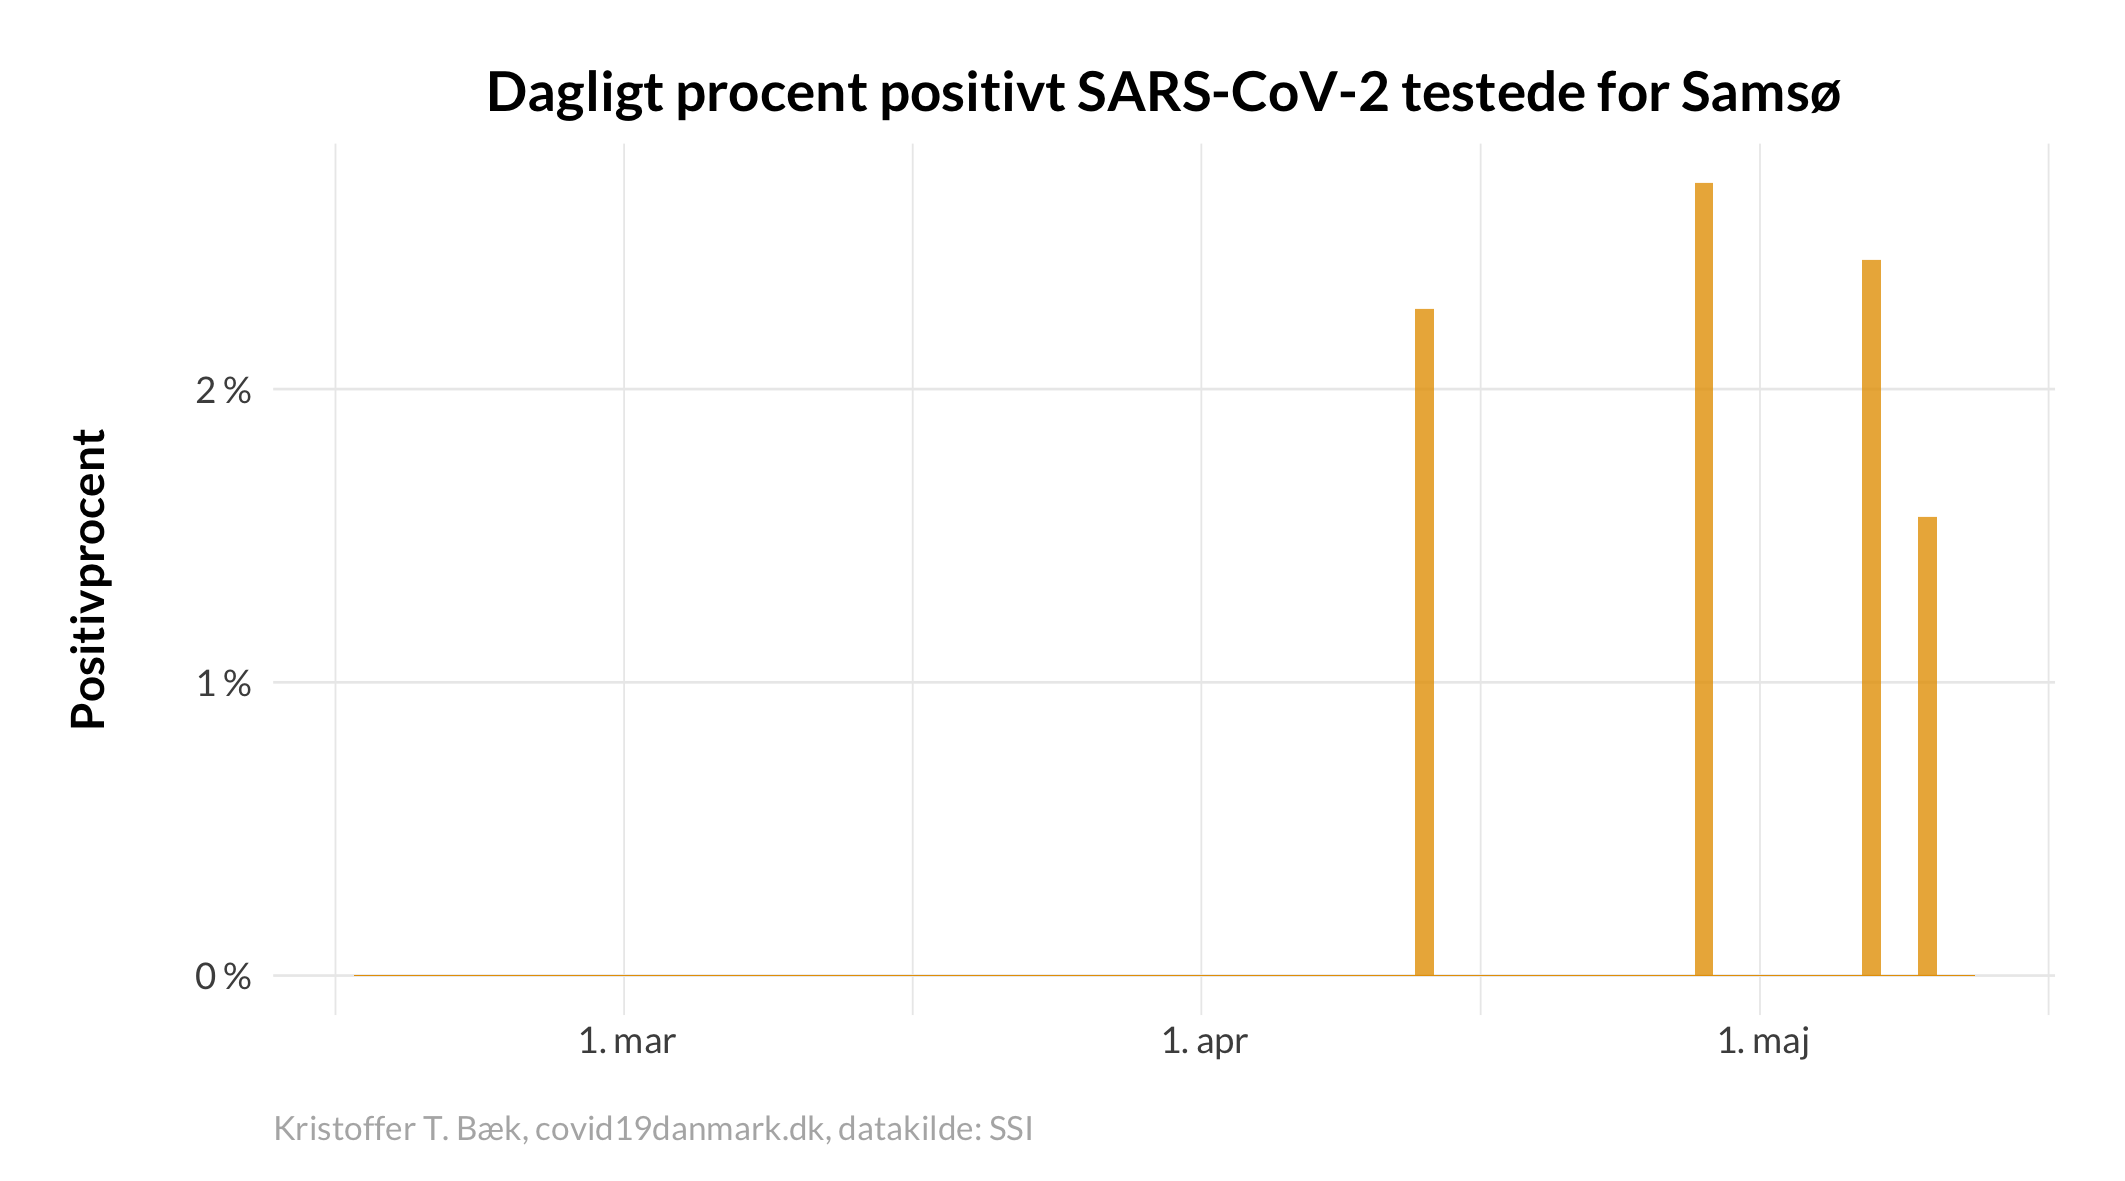 Dagligt procent positivt SARS-CoV-2 testede for Samsø
Positivprocent
2 %
1 %
0 %
1. mar
1. apr
1. maj
Kristoffer T. Bæk, covid19danmark.dk, datakilde: SSI